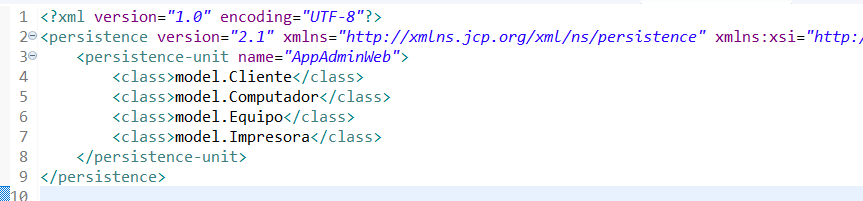 1 <?xml version="1.0" encoding="UTF-8"?>
2 <persistence version="2.1" xmlns="http://xmlns.jcp.org/xml/ns/persistence" xmlns:xsi="http:/
3 <persistence-unit name="AppAdminWeb">
4 <class>model.Cliente</class>
5 <class>model.Computador</class>
6 <class>model.Equipo</class>
7 <class>model.Impresora</class>
8 </persistence-unit>
9 </persistence>
10